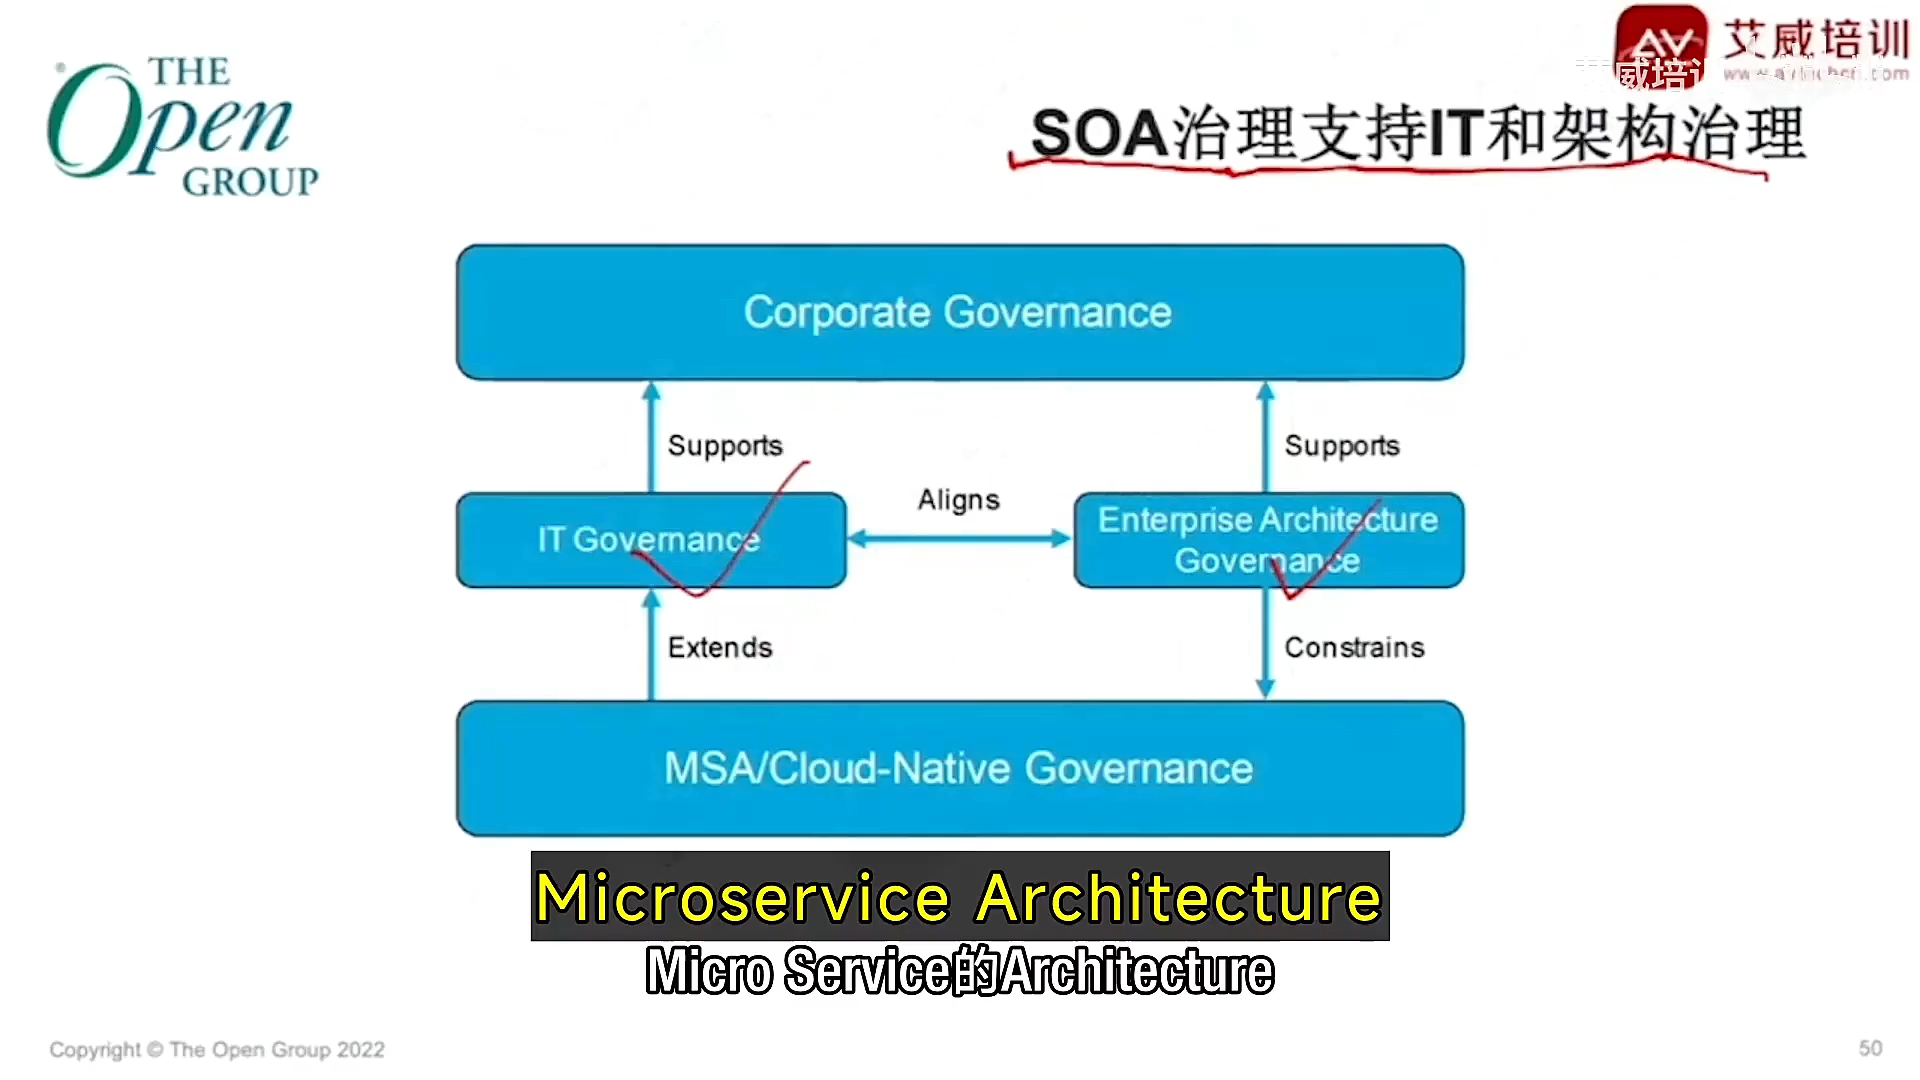 THE
Open
GROUP
艾威培训
SOA治理支持IT和架构治理
Corporate Governance
Supports
Supports
Aligns
IT Governance
Enterprise Architecture
Governance
Extends
Constrains
MSA/Cloud-Native Governance
Microservice Architecture
Micro Service的Architecture
Copyright © The Open Group 2022
50